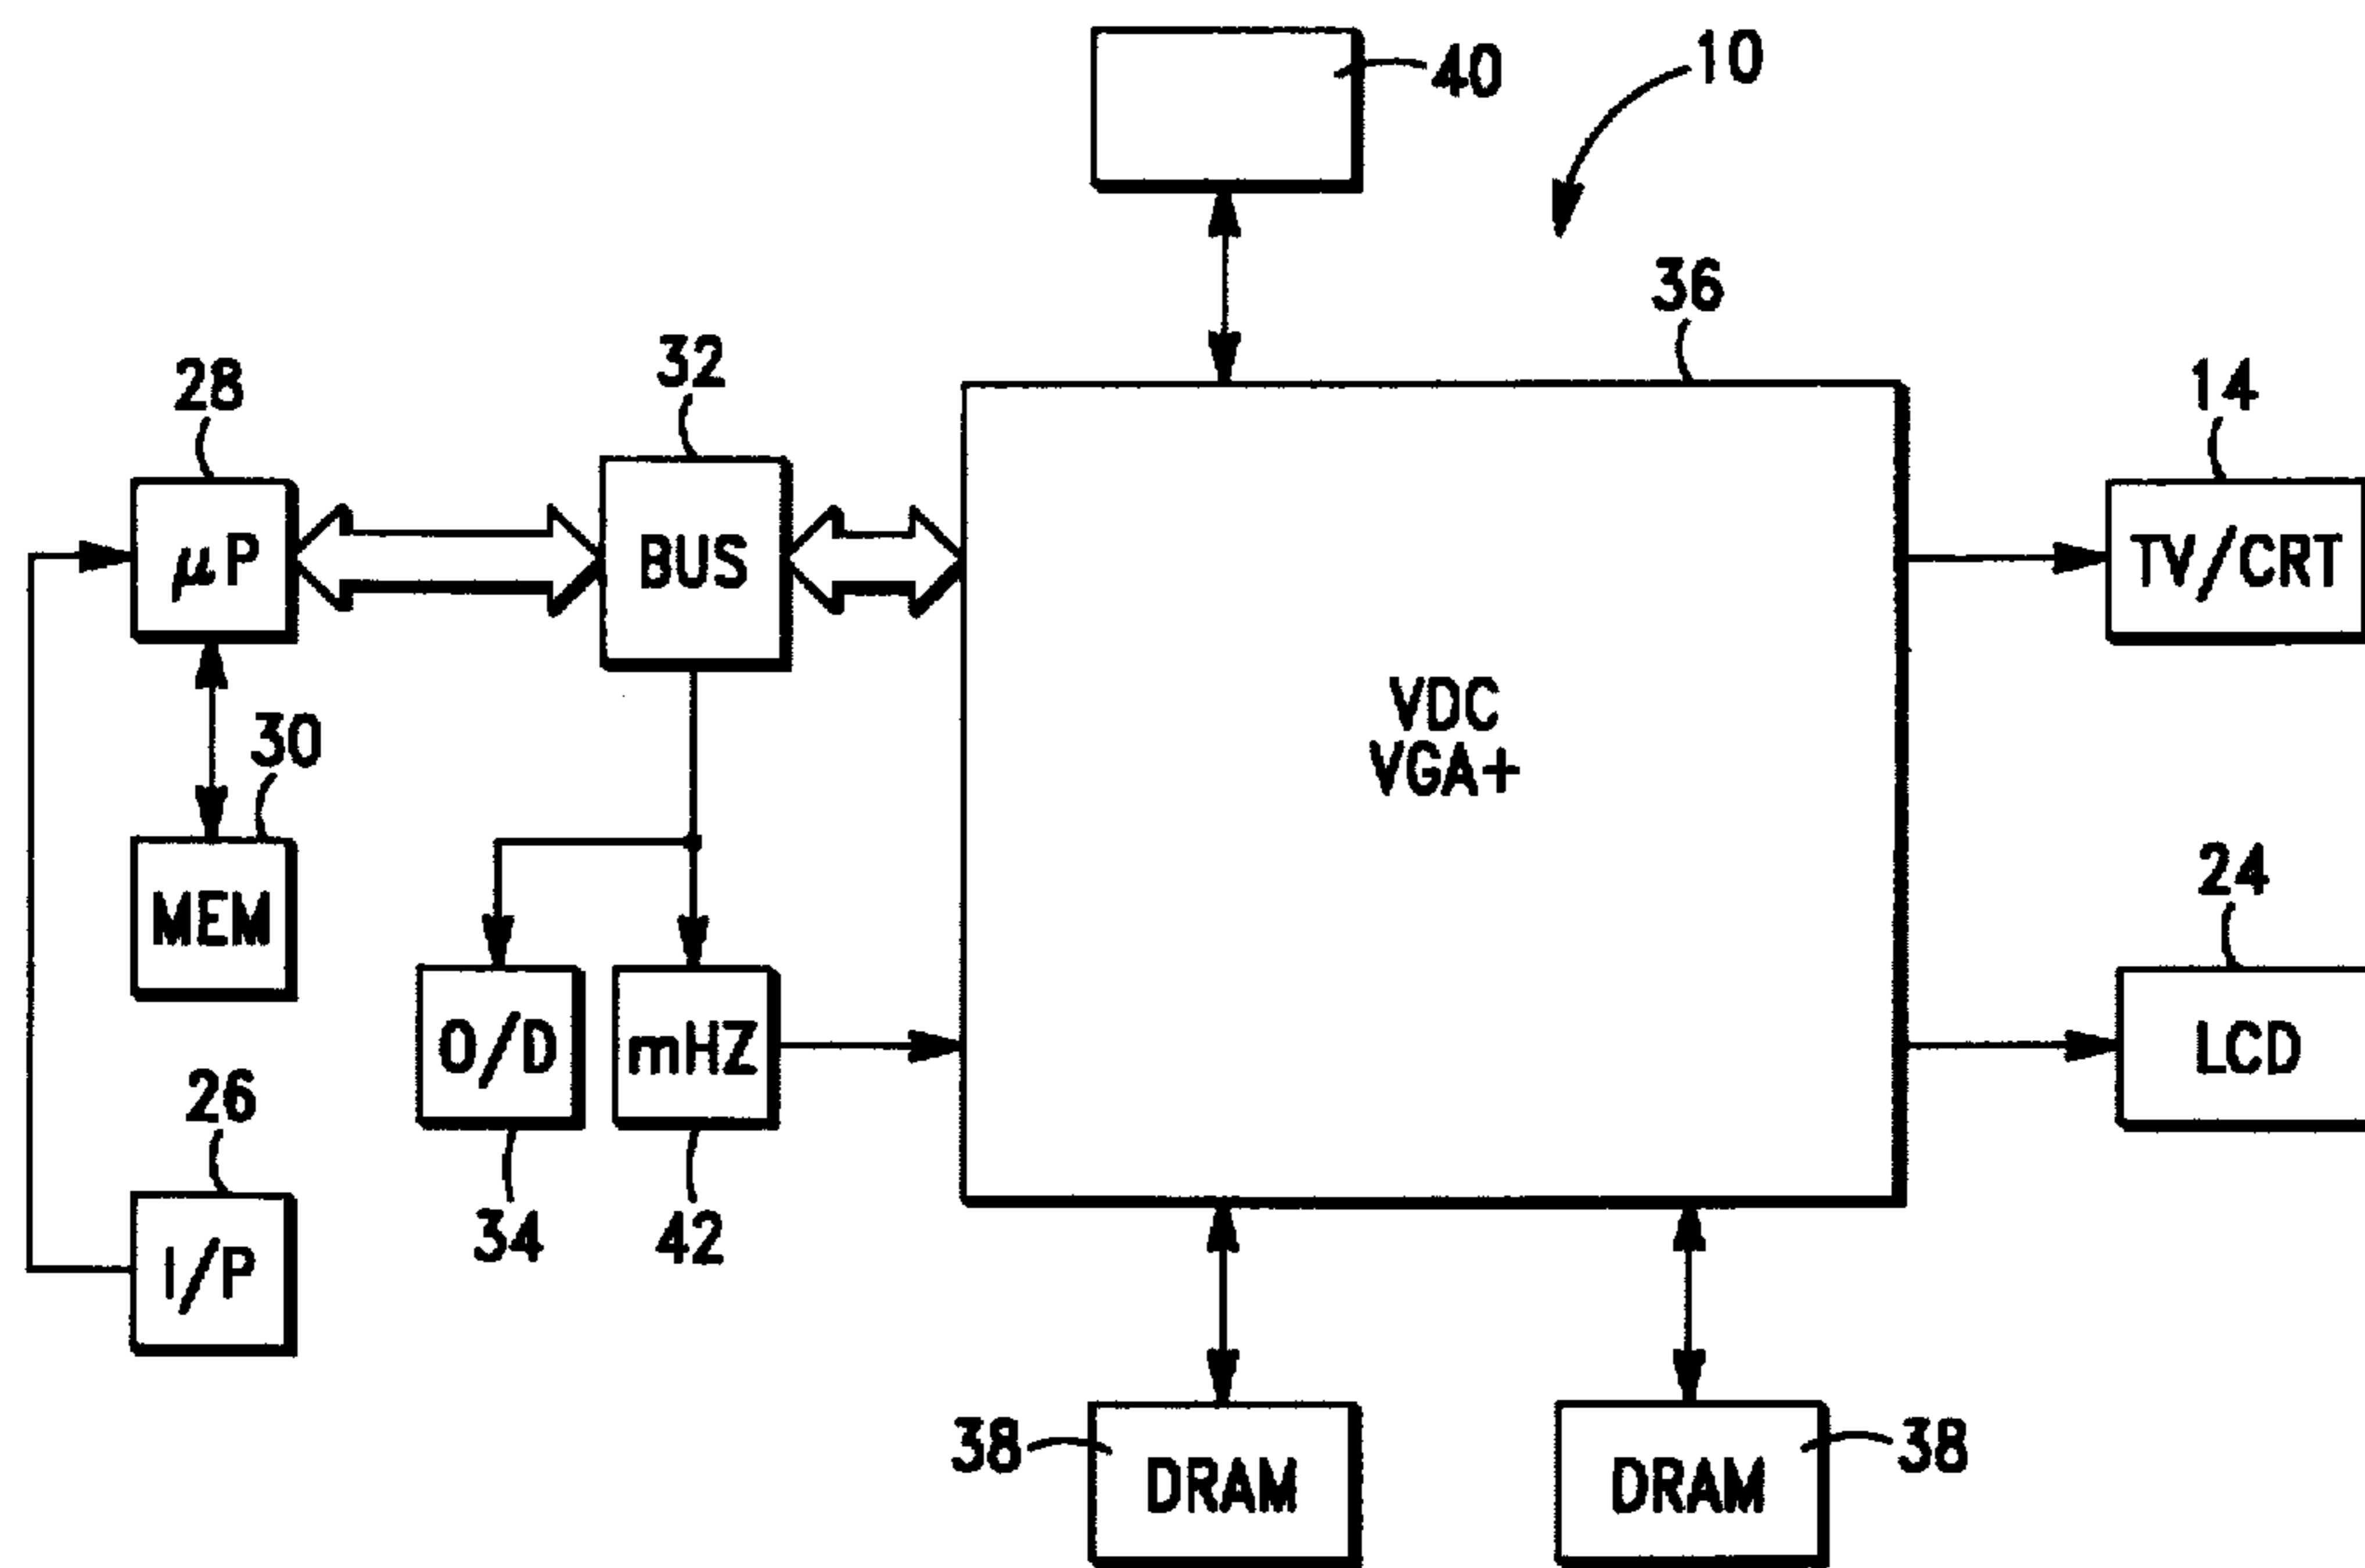 40
10
36
32
28
14
μP
BUS
TV/CRT
VDC
VGA+
30
24
MEM
O/D
mHZ
LCD
26
34
42
I/P
38
DRAM
DRAM
38